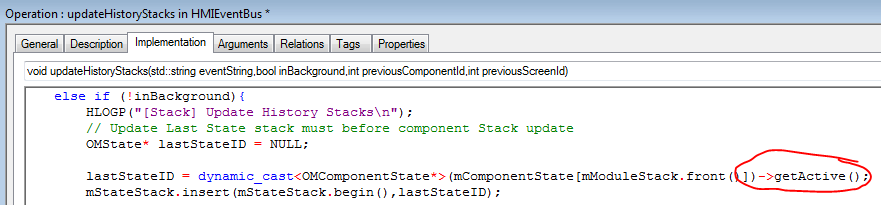 Operation : updateHistoryStacks in HMIEventBus *
General Description Implementation Arguments Relations Tags Properties
void updateHistoryStacks(std::string eventString,bool inBackground,int previousComponentId,int previousScreenId)
else if (!inBackground){
HLOGP("[Stack] Update History Stacks\n");
// Update Last State stack must before component Stack update
OMState* lastStateID = NULL;
lastStateID = dynamic_cast<OMComponentState*>(mComponentState[mModuleStack.front()])->getActive();
mStateStack.insert(mStateStack.begin(),lastStateID);